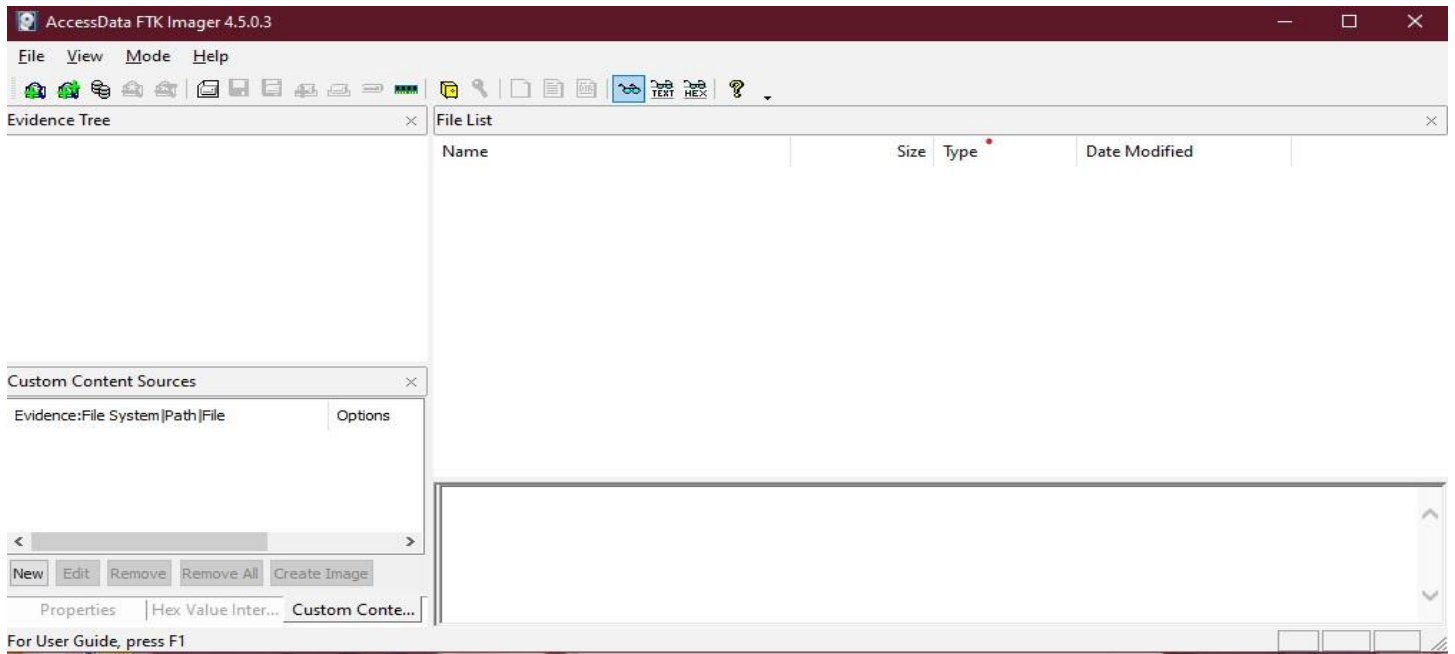 AccessData FTK Imager 4.5.0.3
File View Mode Help
TEXT HEX ?
Evidence Tree
File List
Name Size Type Date Modified
Custom Content Sources
Evidence:File System|Path|File Options
New Edit Remove Remove All Create Image
Properties Hex Value Inter... Custom Conte...
For User Guide, press F1